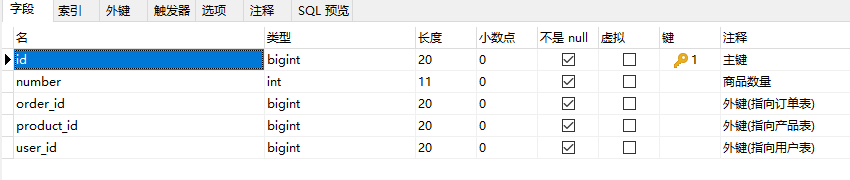 字段 索引 外键 触发器 选项 注释 SQL 预览
名 类型 长度 小数点 不是 null 虚拟 键 注释
id bigint 20 0 1 主键
number int 11 0 商品数量
order_id bigint 20 0 外键(指向订单表)
product_id bigint 20 0 外键(指向产品表)
user_id bigint 20 0 外键(指向用户表)